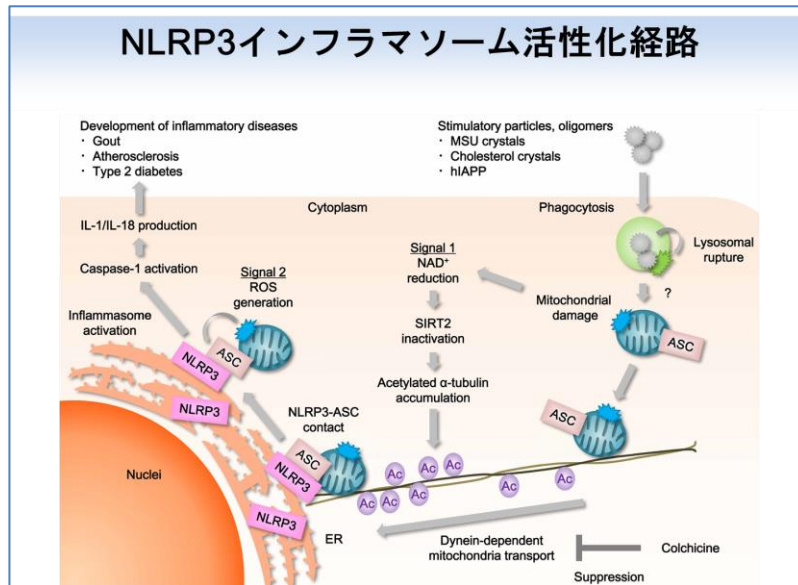 NLRP3インフラマソーム活性化経路
Development of inflammatory diseases
・ Gout
・ Atherosclerosis
・ Type 2 diabetes
Stimulatory particles, oligomers
・ MSU crystals
・ Cholesterol crystals
・ hIAPP
Cytoplasm
Phagocytosis
IL-1/IL-18 production
Caspase-1 activation
Inflammasome
activation
Signal 2
ROS
generation
Signal 1
NAD⁺
reduction
SIRT2
inactivation
Acetylated α-tubulin
accumulation
Lysosomal
rupture
?
Mitochondrial
damage
ASC
ASC
ASC
NLRP3
NLRP3
NLRP3-ASC
contact
ASC
NLRP3
NLRP3
Nuclei
ER
Ac
Ac
Ac
Ac
Ac
Ac
Ac
Ac
Dynein-dependent
mitochondria transport
Colchicine
Suppression